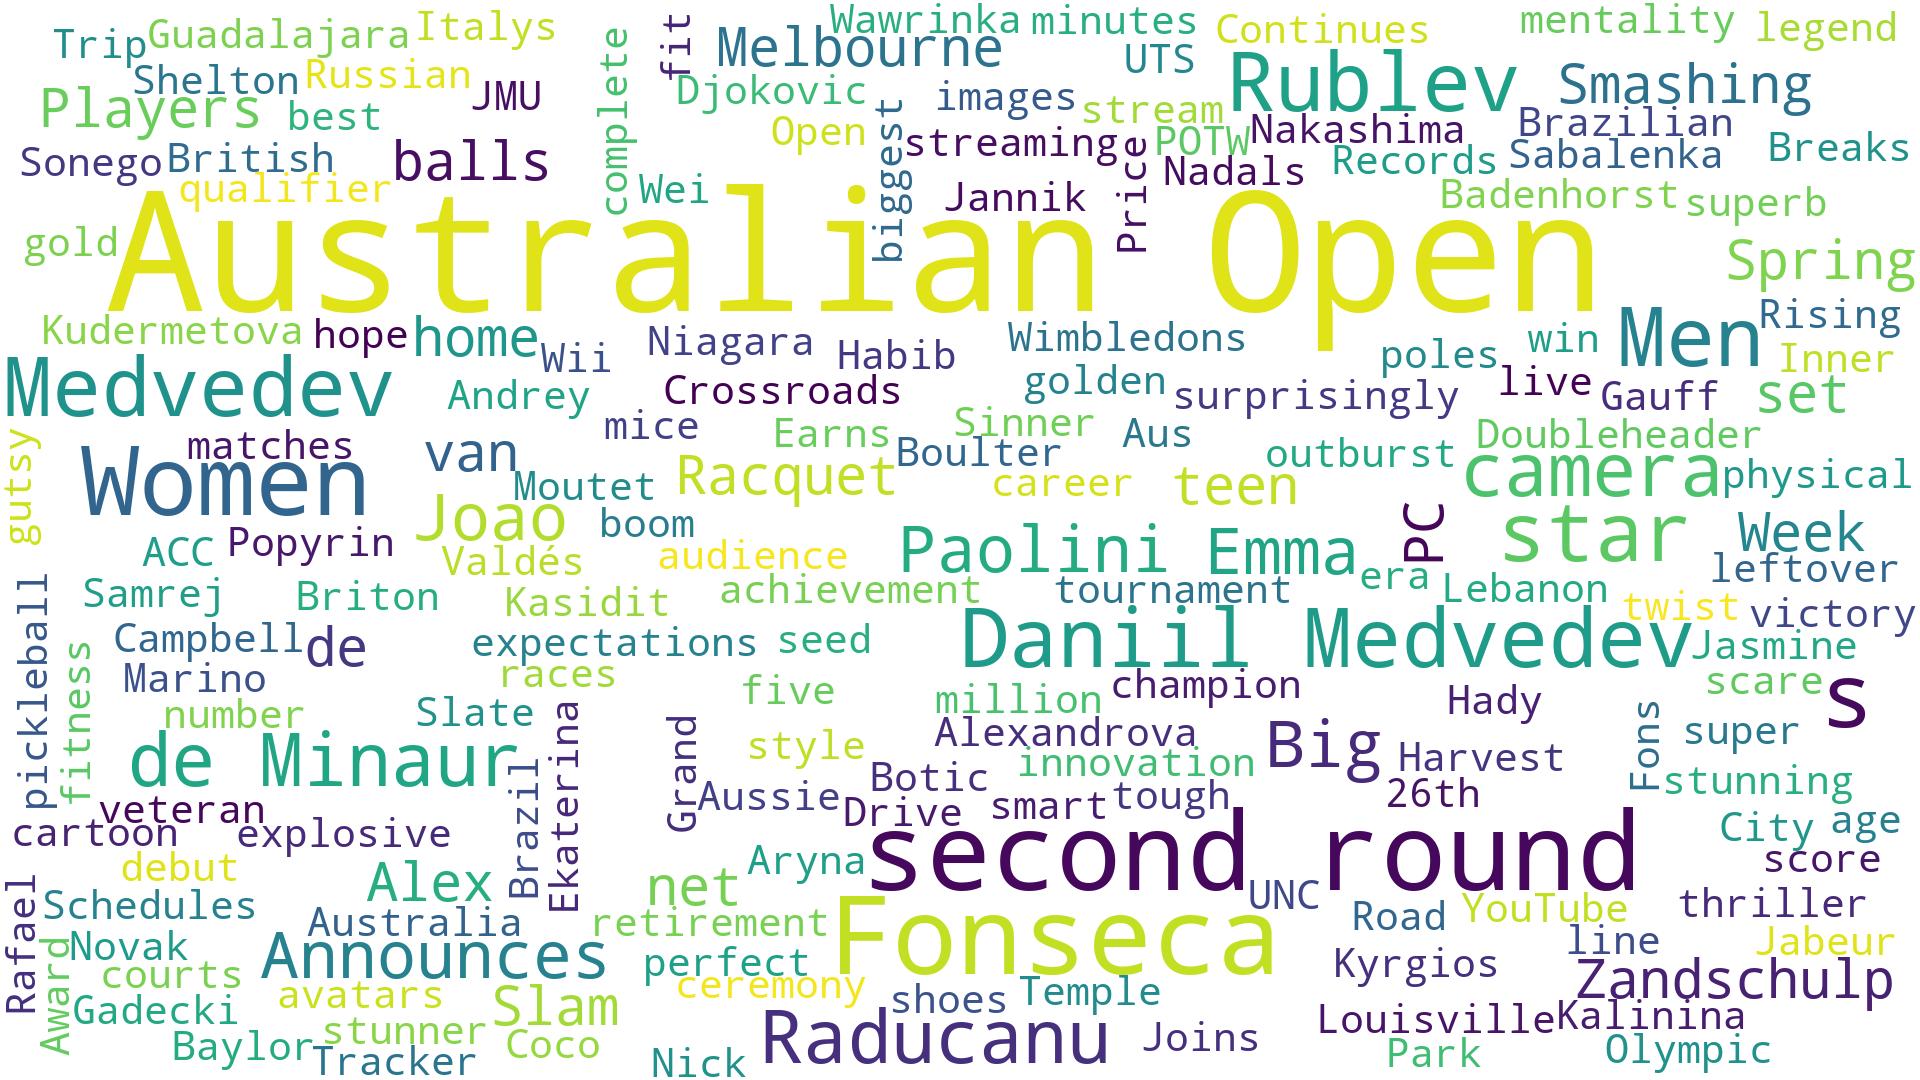 Trip
Guadalajara
Italys
fit
Wawrinka
minutes
Continues
mentality
legend
Shelton
Russian
complete
Melbourne
UTS
Rublev
Smashing
Players
best
JMU
Djokovic
images
stream
Brazilian
Open
biggest
streaminge
POTW
Nakashima
Sonego
British
balls
Price
Nadals
Records
Sabalenka
Breaks
qualifier
Wei
Jannik
Badenhorst
superb
gold
Australian Open
Spring
Kudermetova
hope
home
Wii
Niagara
Habib
Wimbledons
poles
win
Men
Rising
Inner
Medvedev
Andrey
Crossroads
golden
surprisingly
live
Gauff
set
gutsy
matches
mice
Earns
Sinner
Aus
Doubleheader
Women
van
Boulter
outburst
camera
physical
Moutet
Racquet
career
teen
Joao
boom
PC
star
Week
ACC
Popyrin
Valdés
audience
Paolini
Emma
leftover
pickleball
Samrej
Briton
Kasidit
achievement
tournament
era
Lebanon
twist
victory
fitness
Campbell
de
expectations
seed
Daniil Medvedev
Jasmine
Marino
races
five
million
champion
Hady
scare
s
number
Slate
Ekaterina
Grand
style
Alexandrova
Big
Harvest
Fons
super
de Minaur
Brazil
Botic
innovation
26th
stunning
veteran
Aussie
Drive
smart
tough
cartoon
explosive
second round
City
age
debut
Alex
net
Aryna
UNC
score
Rafael
Schedules
Australia
retirement
Fonseca
Road
YouTube
thriller
Award
Novak
Announces
perfect
line
Jabeur
courts
avatars
ceremony
Kyrgios
Zandschulp
Gadecki
Slam
shoes
Temple
Louisville
Kalinina
Baylor
stunner
Coco
Raducanu
Joins
Tracker
Nick
Park
Olympic